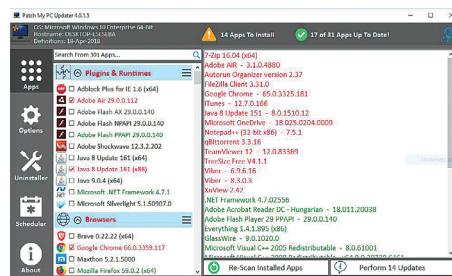 Patch My PC Updater 4.0.1.5
OS: Microsoft Windows 10 Enterprise 64-bit
Hostname: DESKTOP-E5E5EBA
Definitions: 18-Apr-2018
14 Apps To Install
17 of 31 Apps Up To Date!
Apps
Options
Uninstaller
Scheduler
About
Search From 301 Apps...
Plugins & Runtimes
Adblock Plus for IE 1.6 (x64)
Adobe Air 29.0.0.112
Adobe Flash AX 29.0.0.140
Adobe Flash NPAPI 29.0.0.140
Adobe Flash PPAPI 29.0.0.140
Adobe Shockwave 12.3.2.202
Java 8 Update 161 (x64)
Java 8 Update 161 (x86)
Java 9.0.4 (x64)
Microsoft .NET Framework 4.7.1
Microsoft Silverlight 5.1.50907.0
Browsers
Brave 0.22.22 (x64)
Google Chrome 66.0.3359.117
Maxthon 5.2.1.5000
Mozilla Firefox 59.0.2 (x64)
7-Zip 16.04 (x64)
Adobe AIR - 3.1.0.4880
Autorun Organizer version 2.37
FileZilla Client 3.31.0
Google Chrome - 65.0.3325.181
iTunes - 12.7.0.166
Java 8 Update 151 - 8.0.1510.12
Microsoft OneDrive - 18.025.0204.0009
Notepad++ (32 bit x86) - 7.5.1
qBittorrent 3.3.16
TeamViewer 12 - 12.0.83369
TreeSize Free V4.1.1
Viber - 6.9.6.16
Viber - 8.3.0.3
XnView 2.42
.NET Framework 4.7.02556
Adobe Acrobat Reader DC - Hungarian - 18.011.20038
Adobe Flash Player 29 PPAPI - 29.0.0.140
Everything 1.4.1.895 (x86)
GlassWire - 9.0.1020.0
Microsoft Visual C++ 2005 Redistributable - 8.0.61001
Re-Scan Installed Apps
Perform 14 Updates